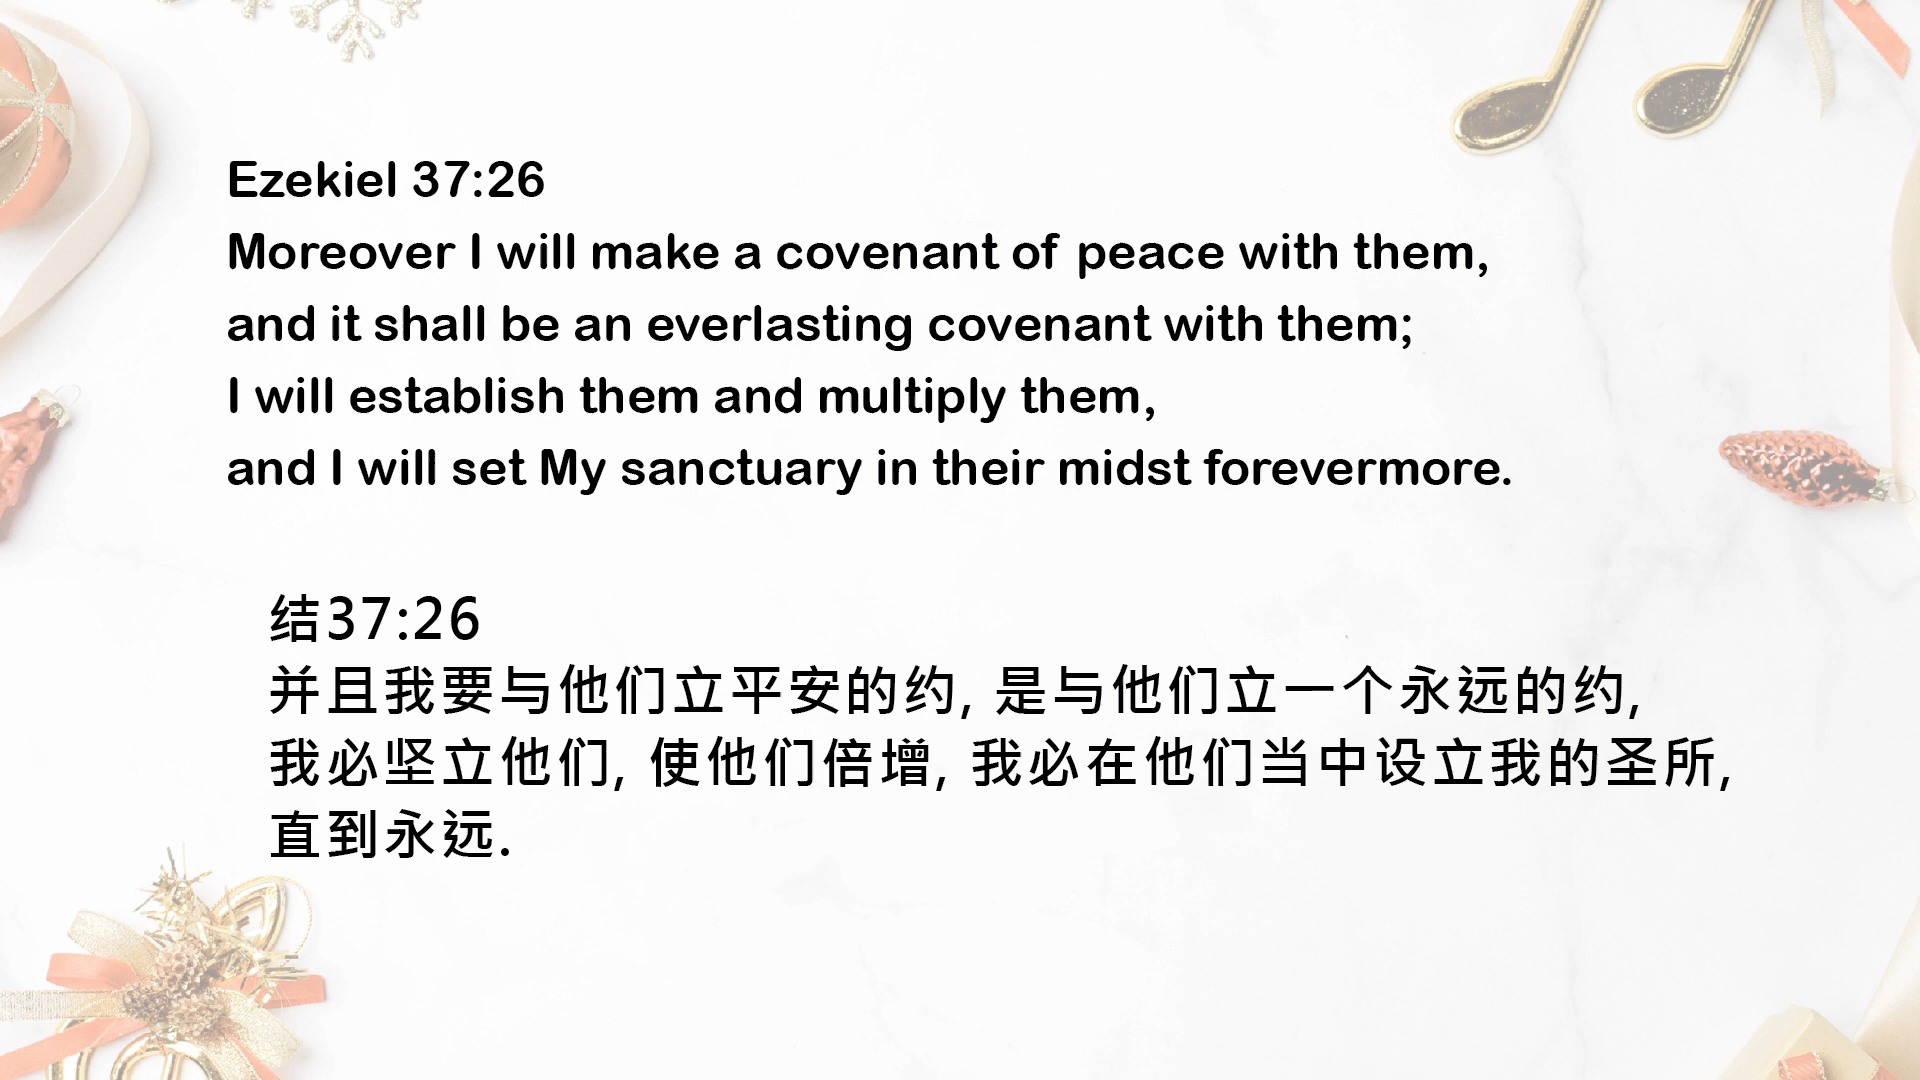 Ezekiel 37:26
Moreover I will make a covenant of peace with them,
and it shall be an everlasting covenant with them;
I will establish them and multiply them,
and I will set My sanctuary in their midst forevermore.
结37:26
并且我要与他们立平安的约, 是与他们立一个永远的约,
我必坚立他们, 使他们倍增, 我必在他们当中设立我的圣所,
直到永远.